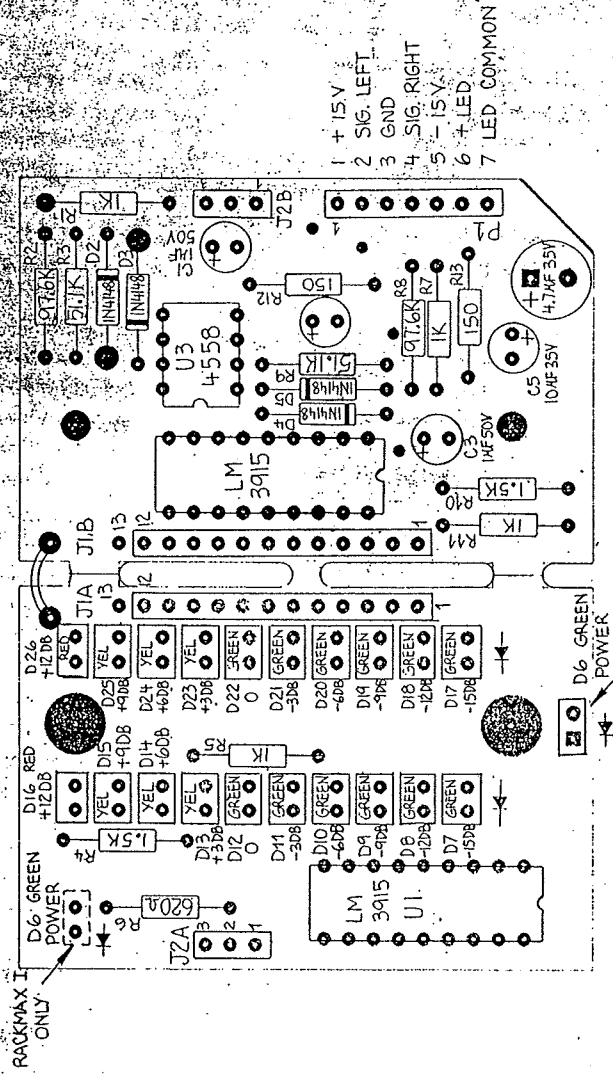 RACKMAX I
ONLY
D6 GREEN
POWER
D16 RED
+12DB
D26
+12DB
RED
R4
1.5K
YEL
D15
+9DB
YEL
D14
+6DB
YEL
D13
+3DB
GREEN
D12
0
GREEN
D11
-3DB
GREEN
D10
-6DB
GREEN
D9
-9DB
GREEN
D8
-12DB
GREEN
D7
-15DB
YEL
D25
+9DB
YEL
D24
+6DB
YEL
D23
+3DB
GREEN
D22
0
GREEN
D21
-3DB
GREEN
D20
-6DB
GREEN
D19
-9DB
GREEN
D18
-12DB
GREEN
D17
-15DB
R5
1K
R6
620Ω
J2A
3
2
1
LM
3915
U1
D6 GREEN
POWER
J1A
13
12
1
J1B
13
12
1
LM
3915
R11
1K
R10
1.5K
R2
97.6K
R3
51.1K
D2
1N4148
D3
1N4148
R1
1K
U3
4558
C1
1MF
50V
J2B
1
R12
150
+
R9
51.1K
D5
1N4148
D4
1N4148
R8
97.6K
R7
1K
R13
150
C3
1MF 50V
C5
10MF 35V
+
4.7MF 35V
P1
1
1 +15V
2 SIG. LEFT
3 GND
4 SIG. RIGHT
5 -15V
6 +LED
7 LED COMMON